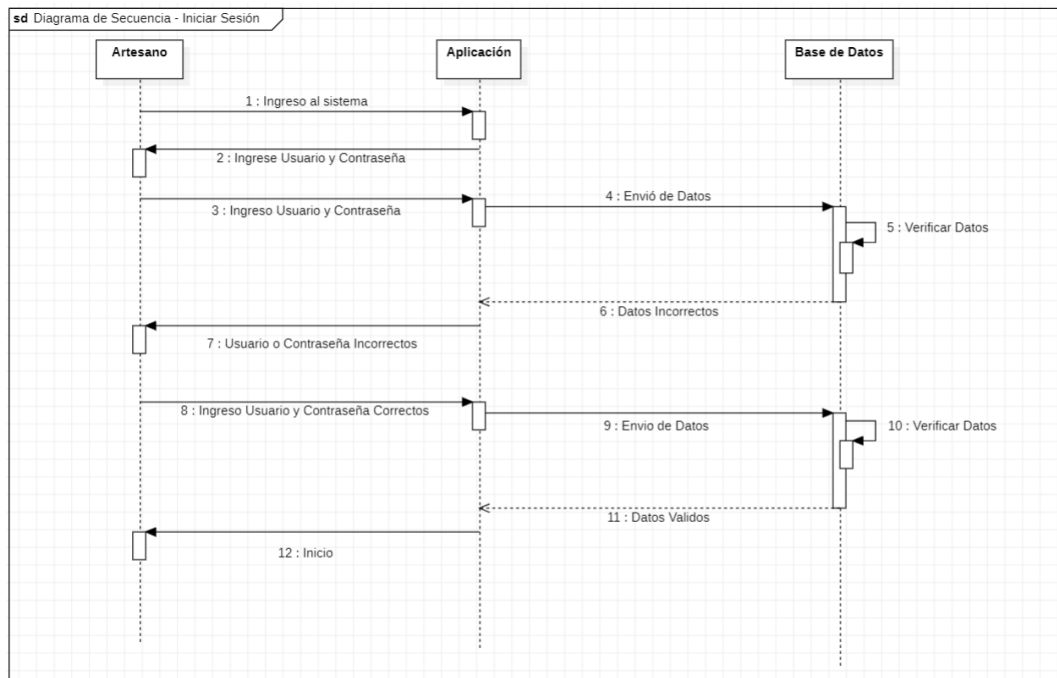 sd Diagrama de Secuencia - Iniciar Sesión
Artesano
Aplicación
Base de Datos
1 : Ingreso al sistema
2 : Ingrese Usuario y Contraseña
3 : Ingreso Usuario y Contraseña
4 : Envió de Datos
5 : Verificar Datos
6 : Datos Incorrectos
7 : Usuario o Contraseña Incorrectos
8 : Ingreso Usuario y Contraseña Correctos
9 : Envio de Datos
10 : Verificar Datos
11 : Datos Validos
12 : Inicio